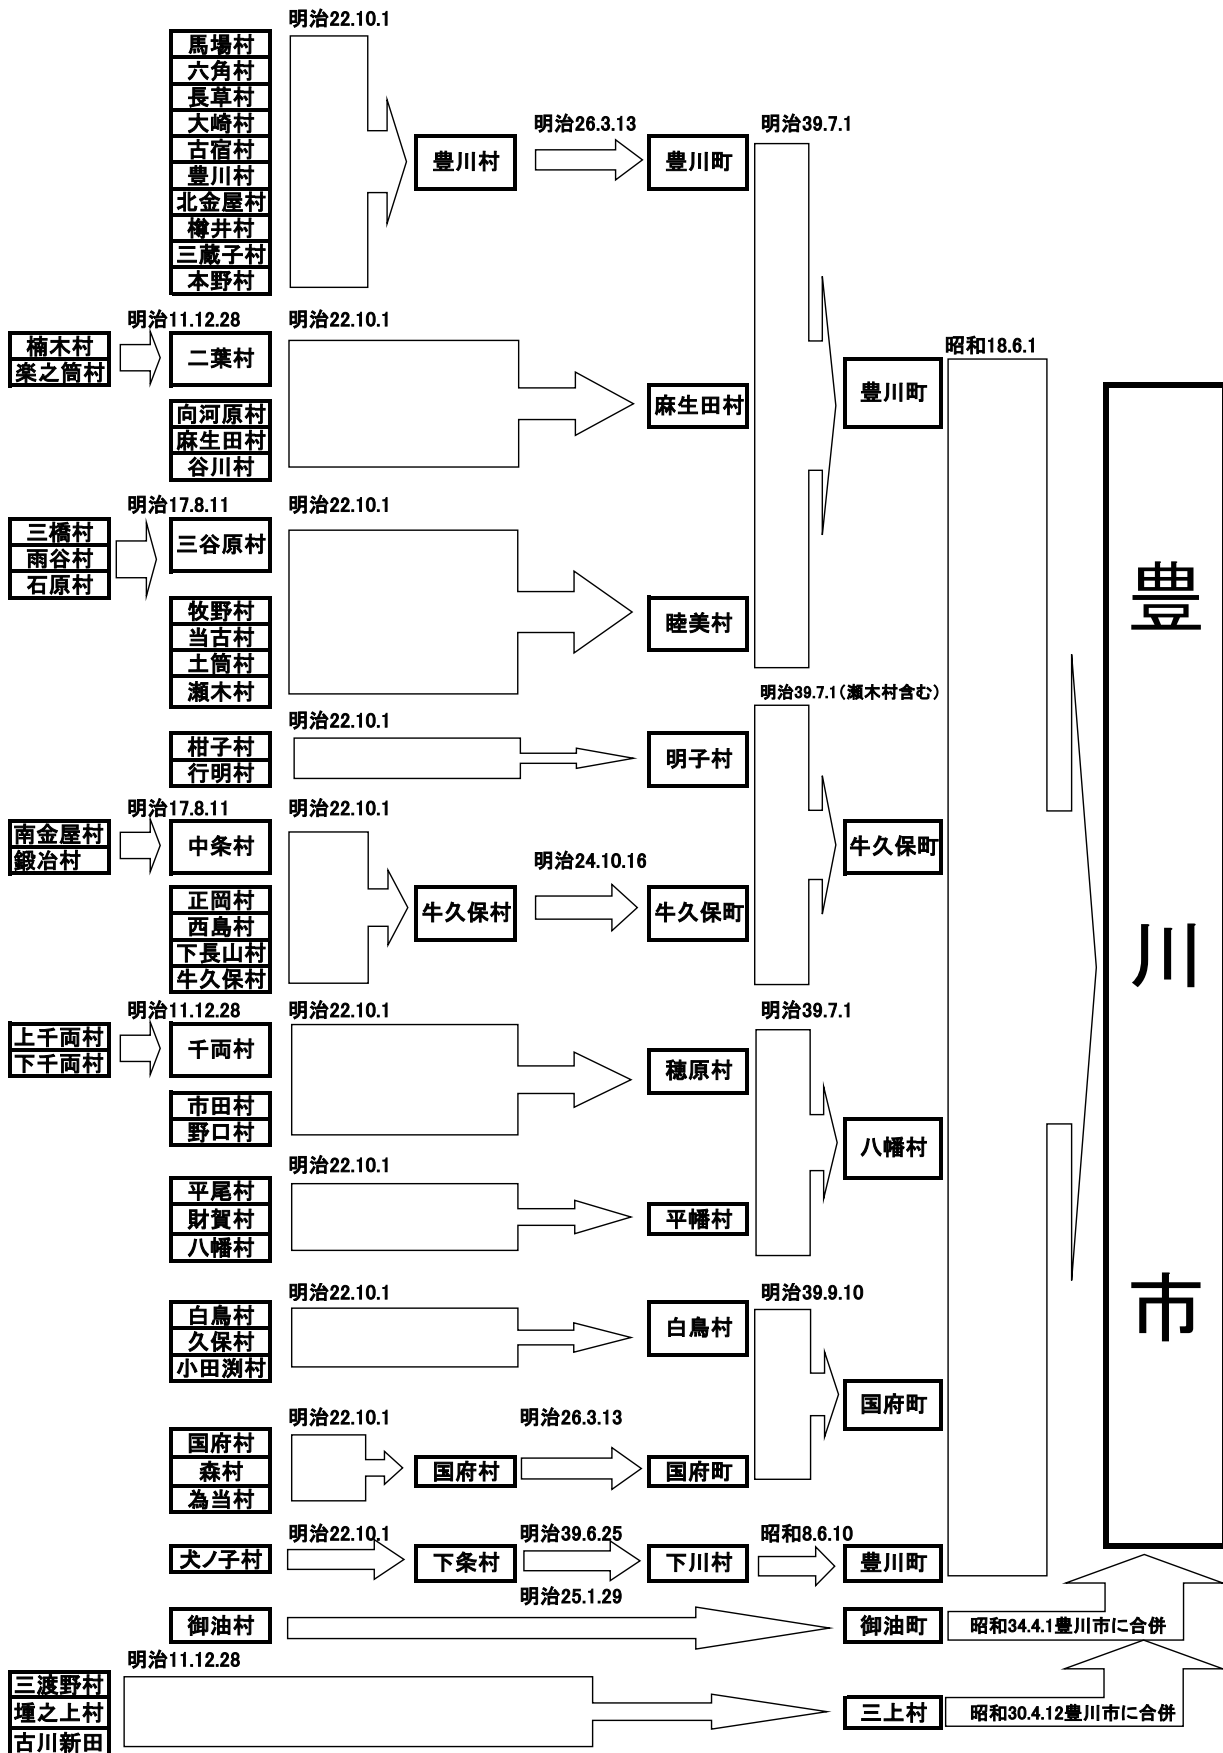 明治22.10.1
馬場村
六角村
長草村
大崎村
古宿村
豊川村
北金屋村
樽井村
三蔵子村
本野村
豊川村
明治26.3.13
豊川町
明治39.7.1
明治11.12.28
楠木村
楽之筒村
二葉村
向河原村
麻生田村
谷川村
明治22.10.1
麻生田村
豊川町
昭和18.6.1
明治17.8.11
三橋村
雨谷村
石原村
三谷原村
牧野村
当古村
土筒村
瀬木村
明治22.10.1
睦美村
明治39.7.1(瀬木村含む)
柑子村
行明村
明治22.10.1
明子村
明治17.8.11
南金屋村
鍛冶村
中条村
正岡村
西島村
下長山村
牛久保村
明治22.10.1
牛久保村
明治24.10.16
牛久保町
牛久保町
明治11.12.28
上千両村
下千両村
千両村
市田村
野口村
明治22.10.1
穂原村
明治39.7.1
八幡村
平尾村
財賀村
八幡村
明治22.10.1
平幡村
白鳥村
久保村
小田渕村
明治22.10.1
白鳥村
明治39.9.10
国府町
国府村
森村
為当村
明治22.10.1
国府村
明治26.3.13
国府町
犬ノ子村
明治22.10.1
下条村
明治39.6.25
下川村
昭和8.6.10
豊川町
御油村
明治25.1.29
御油町
昭和34.4.1豊川市に合併
明治11.12.28
三渡野村
堙之上村
古川新田
三上村
昭和30.4.12豊川市に合併
豊川市